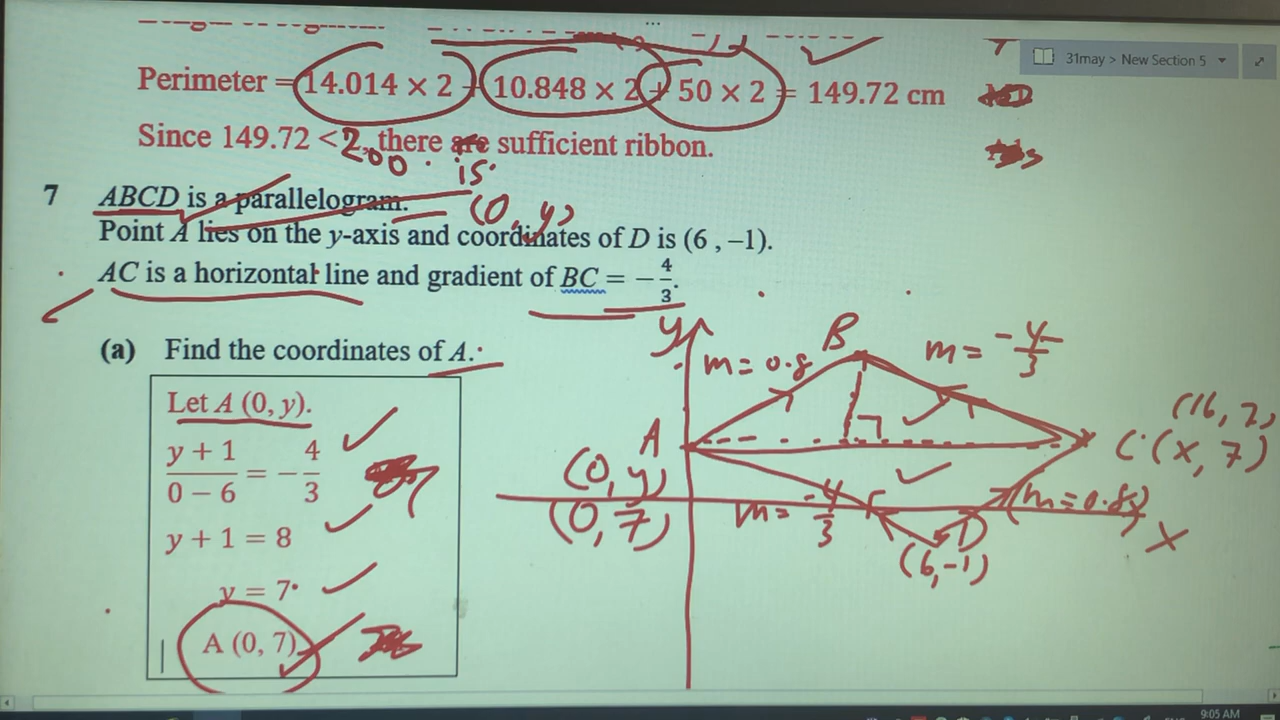 31may > New Section 5
Perimeter = 14.014 × 2 + 10.848 × 2 + 50 × 2 = 149.72 cm
Since 149.72 < 200, there is sufficient ribbon.
7 ABCD is a parallelogram.
(0, y)
Point A lies on the y-axis and coordinates of D is (6 , −1).
AC is a horizontal line and gradient of BC = − 4/3.
(a) Find the coordinates of A.
Let A (0, y).
y + 1 / 0 − 6 = − 4/3
y + 1 = 8
y = 7
A (0, 7)
y
B
m = 0.8
m = -4/3
A
(16, 7)
C (x, 7)
(0, y)
(0, 7)
m = -4/3
(m = 0.8)
D
x
(6, -1)
9:05 AM